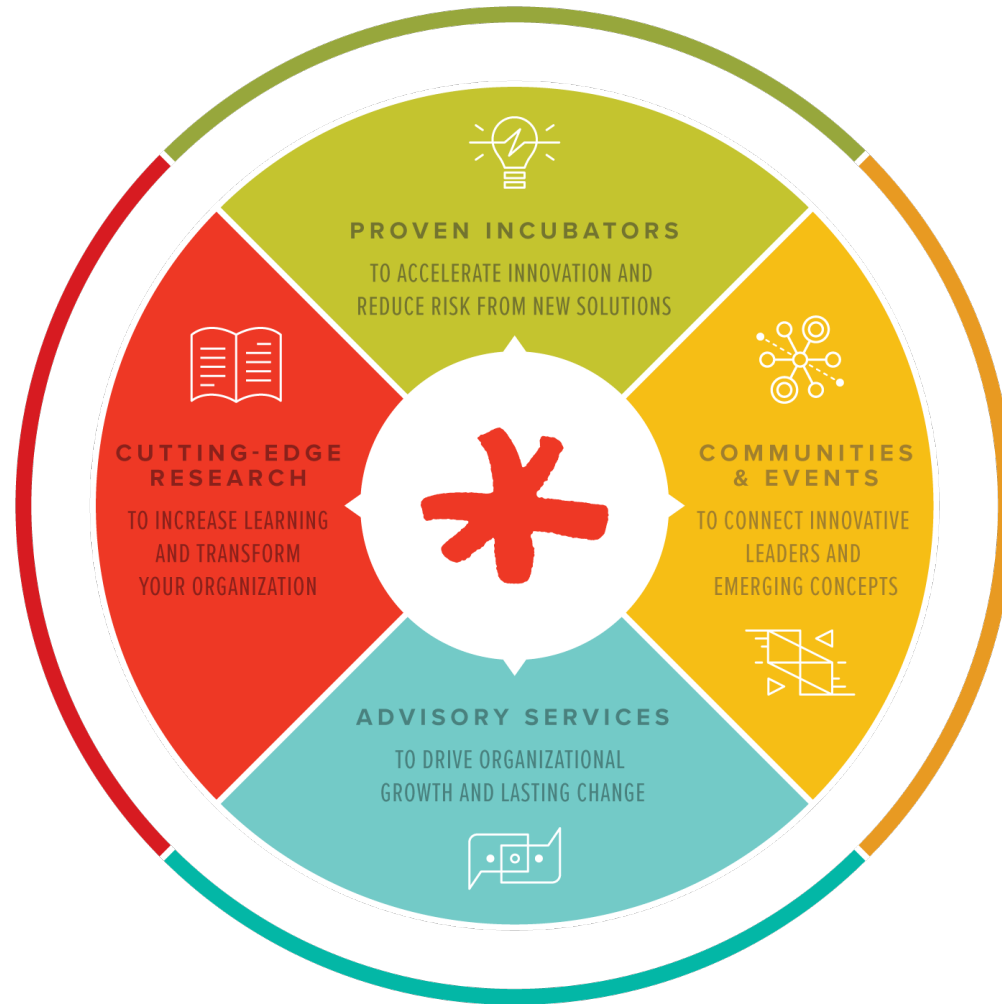 PROVEN INCUBATORS
TO ACCELERATE INNOVATION AND
REDUCE RISK FROM NEW SOLUTIONS
CUTTING-EDGE
RESEARCH
TO INCREASE LEARNING
AND TRANSFORM
YOUR ORGANIZATION
COMMUNITIES
& EVENTS
TO CONNECT INNOVATIVE
LEADERS AND
EMERGING CONCEPTS
ADVISORY SERVICES
TO DRIVE ORGANIZATIONAL
GROWTH AND LASTING CHANGE